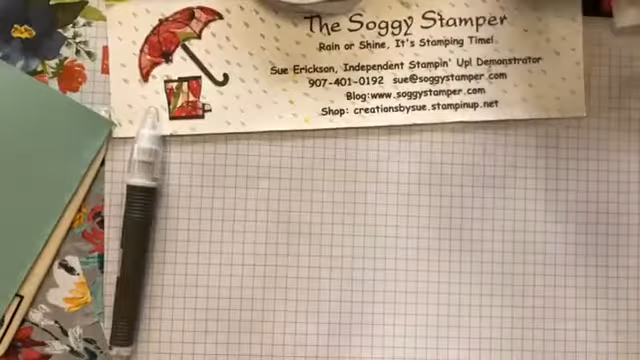 The Soggy Stamper
Rain or Shine, It's Stamping Time!
Sue Erickson, Independent Stampin' Up! Demonstrator
907-401-0192 sue@soggystamper.com
Blog:www.soggystamper.com
Shop: creationsbysue.stampinup.net